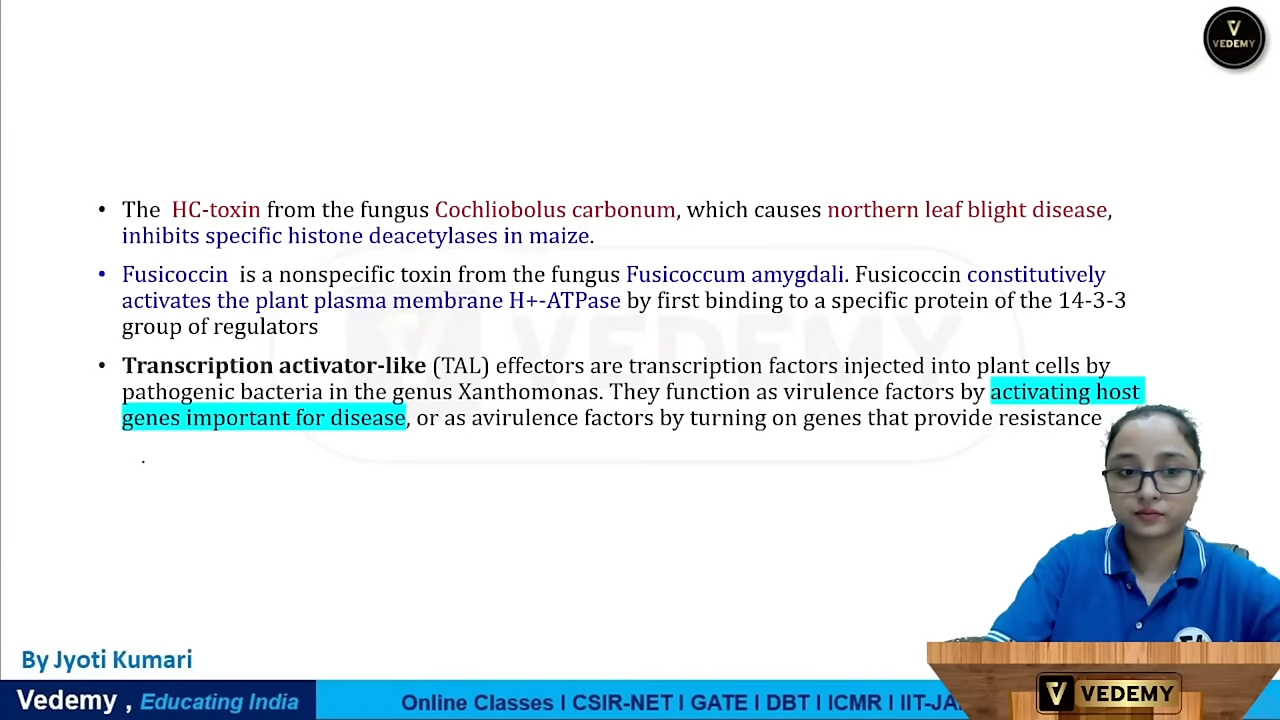 VEDEMY
• The HC-toxin from the fungus Cochliobolus carbonum, which causes northern leaf blight disease,
inhibits specific histone deacetylases in maize.
• Fusicoccin is a nonspecific toxin from the fungus Fusicoccum amygdali. Fusicoccin constitutively
activates the plant plasma membrane H+-ATPase by first binding to a specific protein of the 14-3-3
group of regulators
• Transcription activator-like (TAL) effectors are transcription factors injected into plant cells by
pathogenic bacteria in the genus Xanthomonas. They function as virulence factors by activating host
genes important for disease, or as avirulence factors by turning on genes that provide resistance
.
VEDEMY
By Jyoti Kumari
VEDEMY
Vedemy , Educating India
Online Classes I CSIR-NET I GATE I DBT I ICMR I IIT-JA